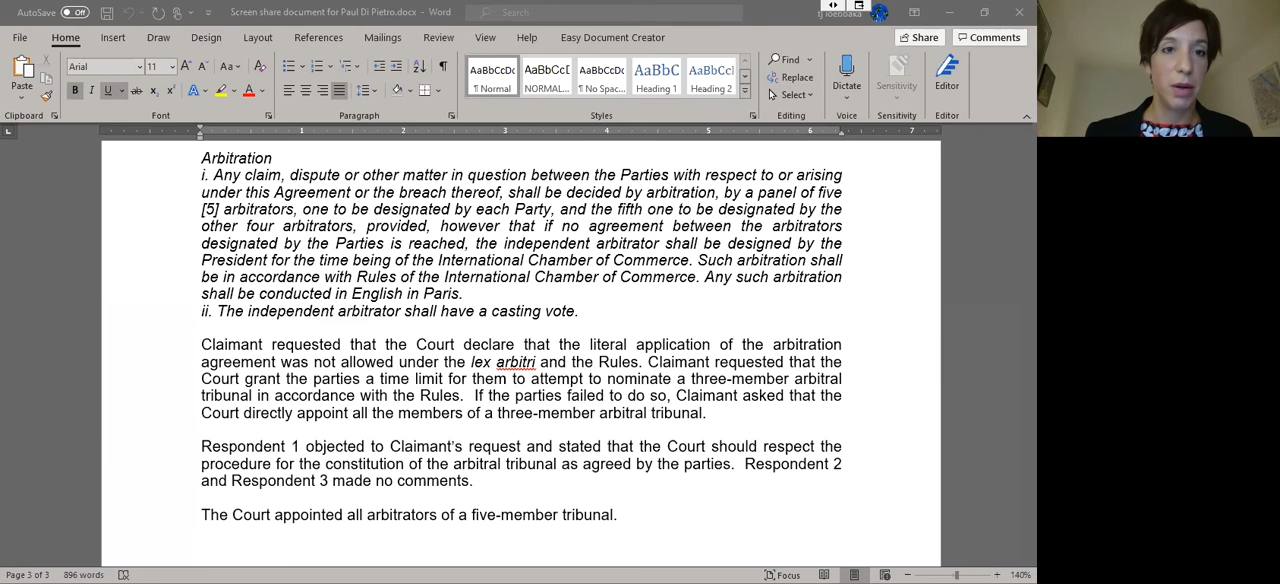 AutoSave Off Screen share document for Paul Di Pietro.docx - Word Search
File Home Insert Draw Design Layout References Mailings Review View Help Easy Document Creator Share Comments
Paste Arial 11 Aa A A AaBbCcDc AaBbCcD AaBbCcDc AaBbC AaBbCc Find Dictate Sensitivity Editor
B I U ab x x A A ¶ Normal NORMAL... ¶ No Spac... Heading 1 Heading 2 Replace
Select
Clipboard Font Paragraph Styles Editing Voice Sensitivity Editor
1 2 3 4 5 6 7
Arbitration
i. Any claim, dispute or other matter in question between the Parties with respect to or arising
under this Agreement or the breach thereof, shall be decided by arbitration, by a panel of five
[5] arbitrators, one to be designated by each Party, and the fifth one to be designated by the
other four arbitrators, provided, however that if no agreement between the arbitrators
designated by the Parties is reached, the independent arbitrator shall be designed by the
President for the time being of the International Chamber of Commerce. Such arbitration shall
be in accordance with Rules of the International Chamber of Commerce. Any such arbitration
shall be conducted in English in Paris.
ii. The independent arbitrator shall have a casting vote.
Claimant requested that the Court declare that the literal application of the arbitration
agreement was not allowed under the lex arbitri and the Rules. Claimant requested that the
Court grant the parties a time limit for them to attempt to nominate a three-member arbitral
tribunal in accordance with the Rules. If the parties failed to do so, Claimant asked that the
Court directly appoint all the members of a three-member arbitral tribunal.
Respondent 1 objected to Claimant's request and stated that the Court should respect the
procedure for the constitution of the arbitral tribunal as agreed by the parties. Respondent 2
and Respondent 3 made no comments.
The Court appointed all arbitrators of a five-member tribunal.
Page 3 of 3 896 words Focus 140%